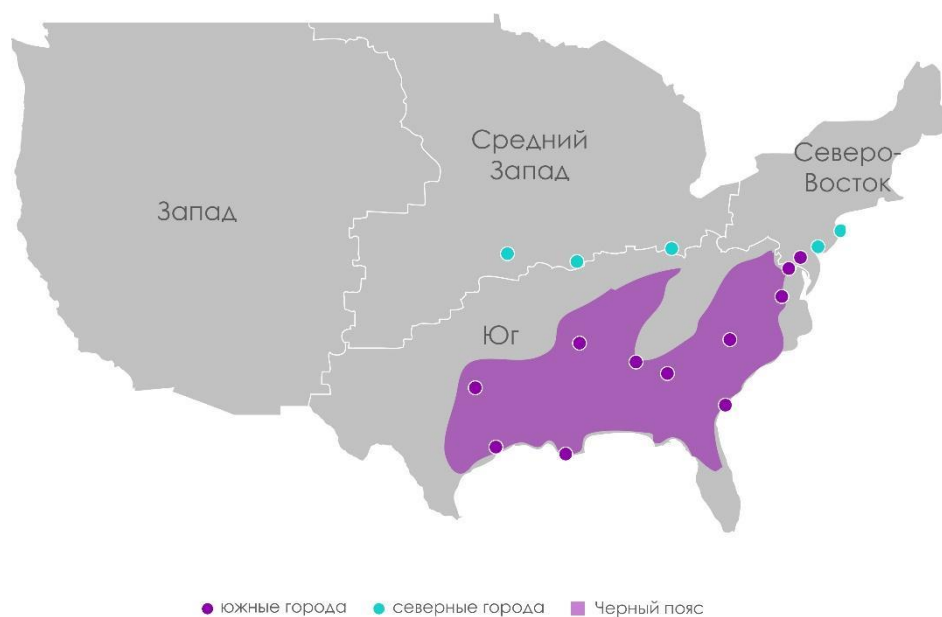 Средний
Запад
Северо-
Восток
Запад
Юг
южные города
северные города
Черный пояс